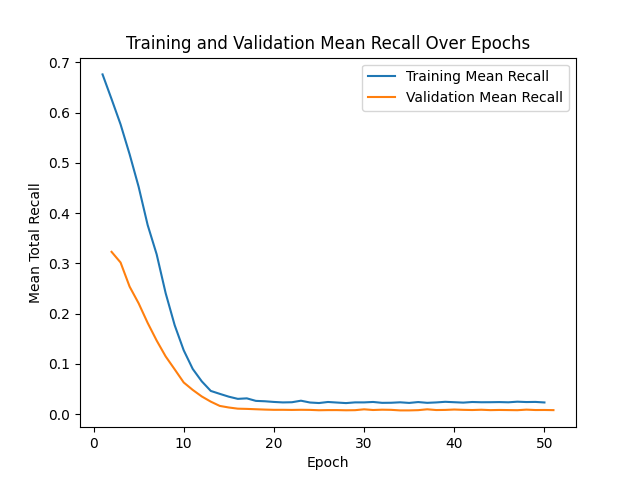 Training and Validation Mean Recall Over Epochs
Training Mean Recall
Validation Mean Recall
Mean Total Recall
0.7
0.6
0.5
0.4
0.3
0.2
0.1
0.0
0 10 20 30 40 50
Epoch